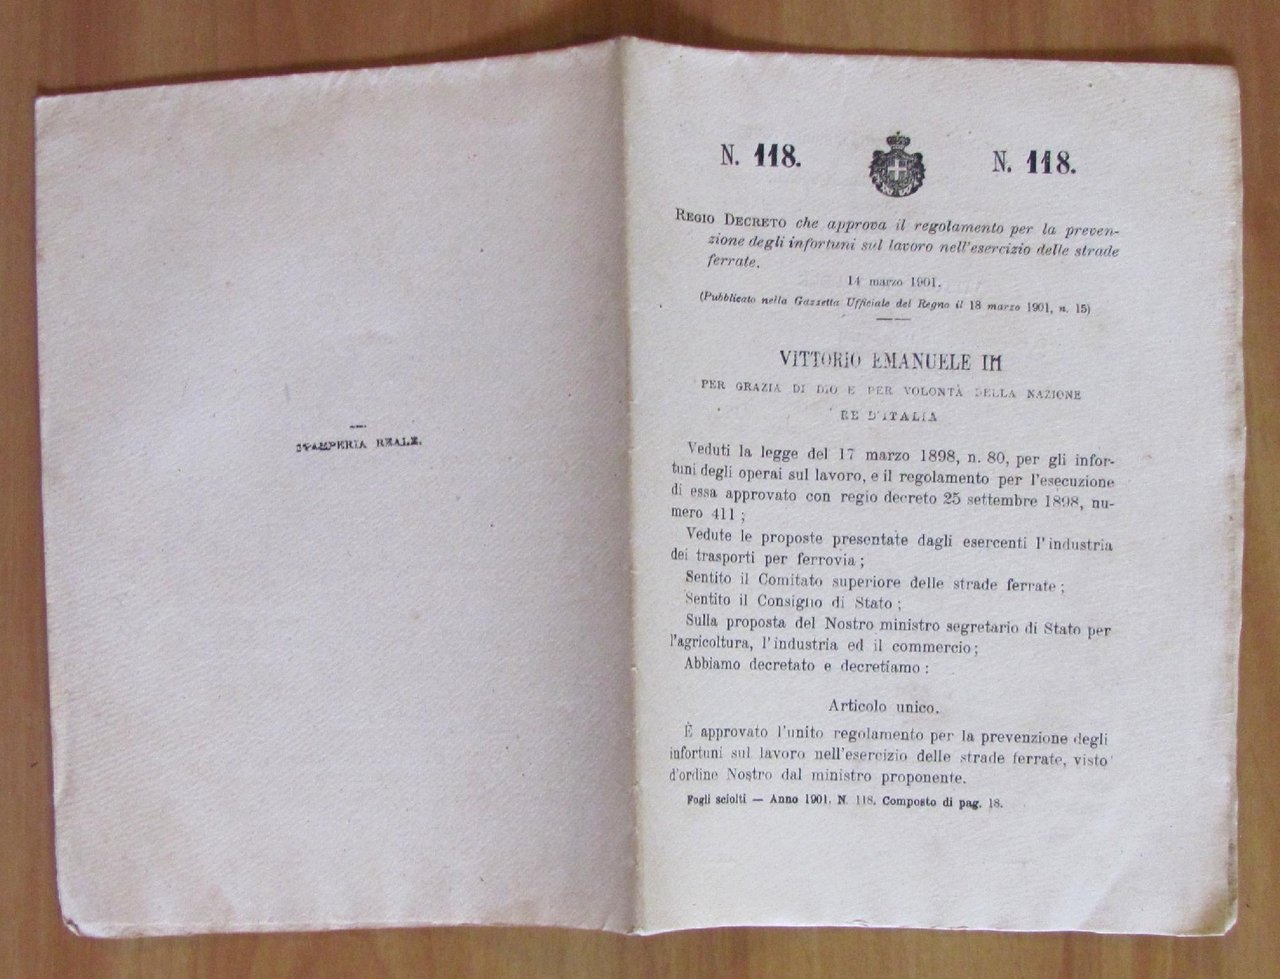 STAMPERIA REALE.
N. 118. N. 118.
REGIO DECRETO che approva il regolamento per la preven-
zione degli infortuni sul lavoro nell'esercizio delle strade
ferrate.
14 marzo 1901.
(Pubblicato nella Gazzetta Ufficiale del Regno il 18 marzo 1901, n. 15)
VITTORIO EMANUELE III
PER GRAZIA DI DIO E PER VOLONTÀ DELLA NAZIONE
RE D'ITALIA
Veduti la legge del 17 marzo 1898, n. 80, per gli infor-
tuni degli operai sul lavoro, e il regolamento per l'esecuzione
di essa approvato con regio decreto 25 settembre 1898, nu-
mero 411;
Vedute le proposte presentate dagli esercenti l'industria
dei trasporti per ferrovia;
Sentito il Comitato superiore delle strade ferrate;
Sentito il Consiglio di Stato;
Sulla proposta del Nostro ministro segretario di Stato per
l'agricoltura, l'industria ed il commercio;
Abbiamo decretato e decretiamo:
Articolo unico.
È approvato l'unito regolamento per la prevenzione degli
infortuni sul lavoro nell'esercizio delle strade ferrate, visto
d'ordine Nostro dal ministro proponente.
Fogli sciolti — Anno 1901. N. 118. Composto di pag. 18.